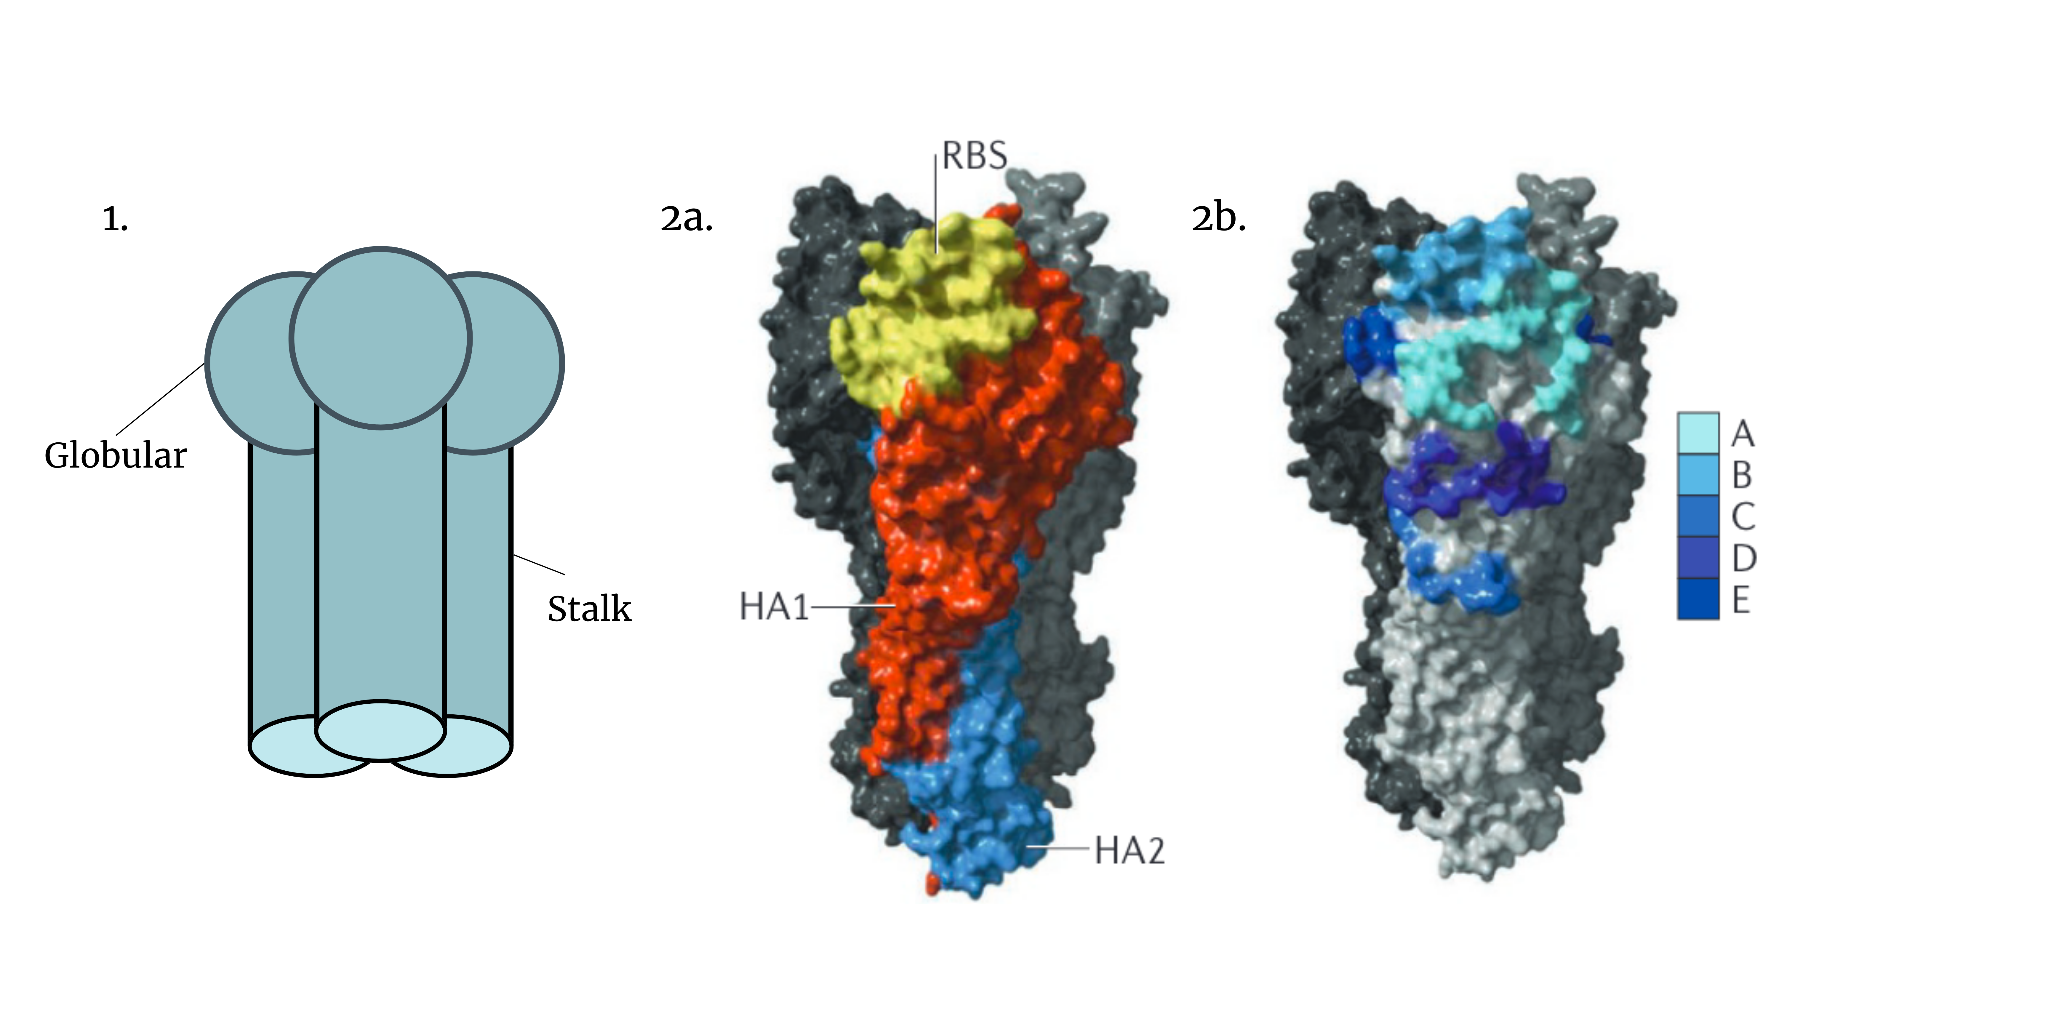 1.
Globular
Stalk
2a.
RBS
HA1
HA2
2b.
A
B
C
D
E